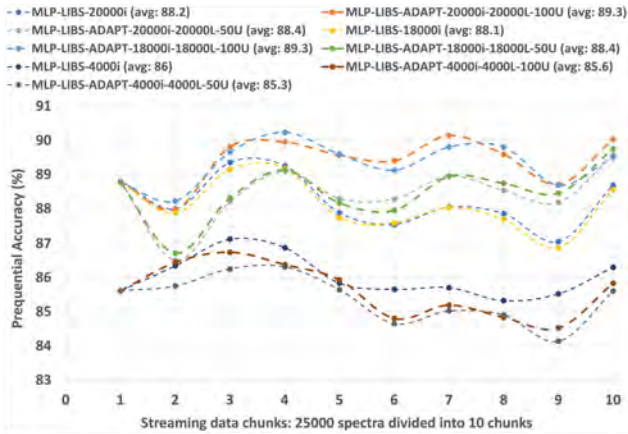 MLP-LIBS-20000i (avg: 88.2)
MLP-LIBS-ADAPT-20000i-20000L-100U (avg: 89.3)
MLP-LIBS-ADAPT-20000i-20000L-50U (avg: 88.4)
MLP-LIBS-18000i (avg: 88.1)
MLP-LIBS-ADAPT-18000i-18000L-100U (avg: 89.3)
MLP-LIBS-ADAPT-18000i-18000L-50U (avg: 88.4)
MLP-LIBS-4000i (avg: 86)
MLP-LIBS-ADAPT-4000i-4000L-100U (avg: 85.6)
MLP-LIBS-ADAPT-4000i-4000L-50U (avg: 85.3)
Prequential Accuracy (%)
91
90
89
88
87
86
85
84
83
0 1 2 3 4 5 6 7 8 9 10
Streaming data chunks: 25000 spectra divided into 10 chunks